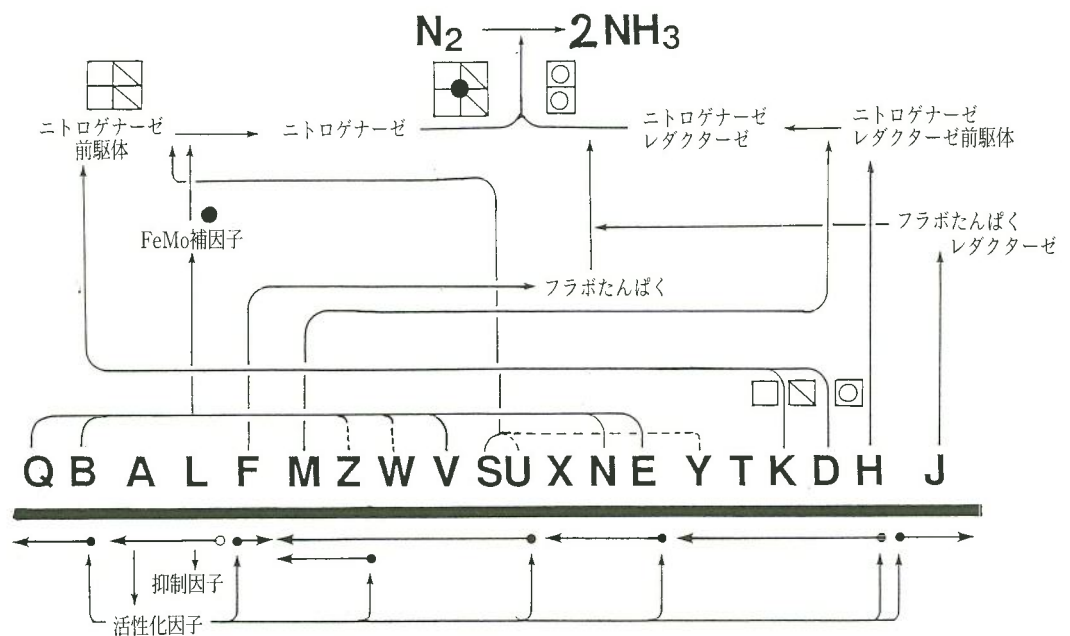 N₂ → 2 NH₃
ニトロゲナーゼ
前駆体
ニトロゲナーゼ
ニトロゲナーゼ
レダクターゼ
ニトロゲナーゼ
レダクターゼ前駆体
FeMo補因子
フラボたんぱく
レダクターゼ
フラボたんぱく
Q B A L F M Z W V S U X N E Y T K D H J
抑制因子
活性化因子